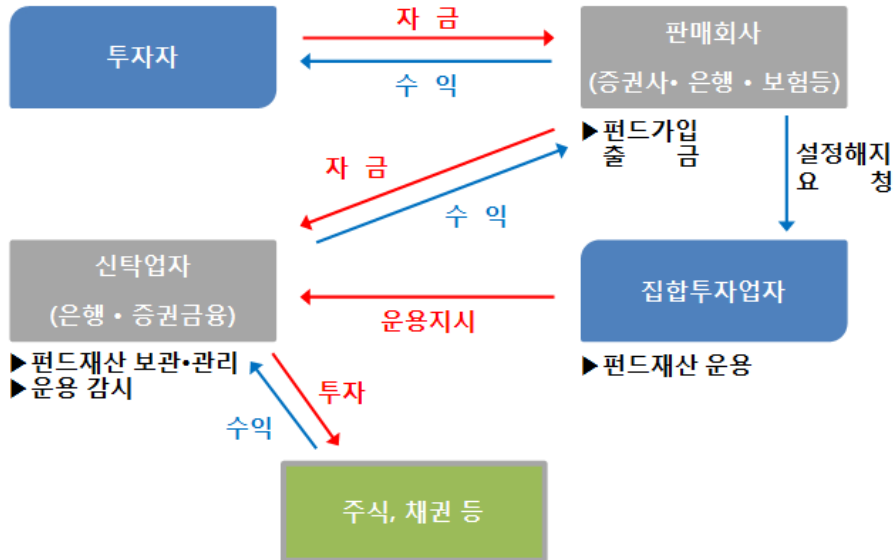 자 금
투자자
판매회사
수 익
(증권사• 은행 • 보험등)
▶펀드가입
출 금
설정해지
요 청
자 금
수 익
신탁업자
(은행 • 증권금융)
집합투자업자
운용지시
▶펀드재산 보관•관리
▶운용 감시
▶펀드재산 운용
투자
수익
주식, 채권 등